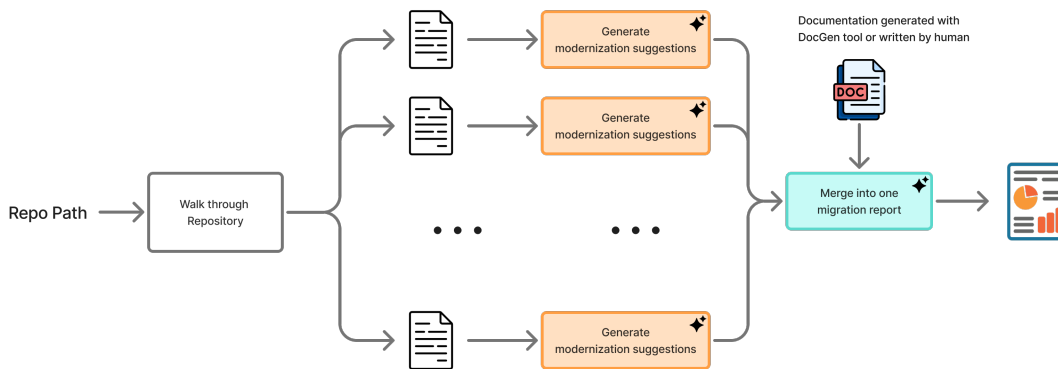 Documentation generated with
DocGen tool or written by human
Generate
modernization suggestions
DOC
Generate
modernization suggestions
Repo Path
Walk through
Repository
Merge into one
migration report
Generate
modernization suggestions